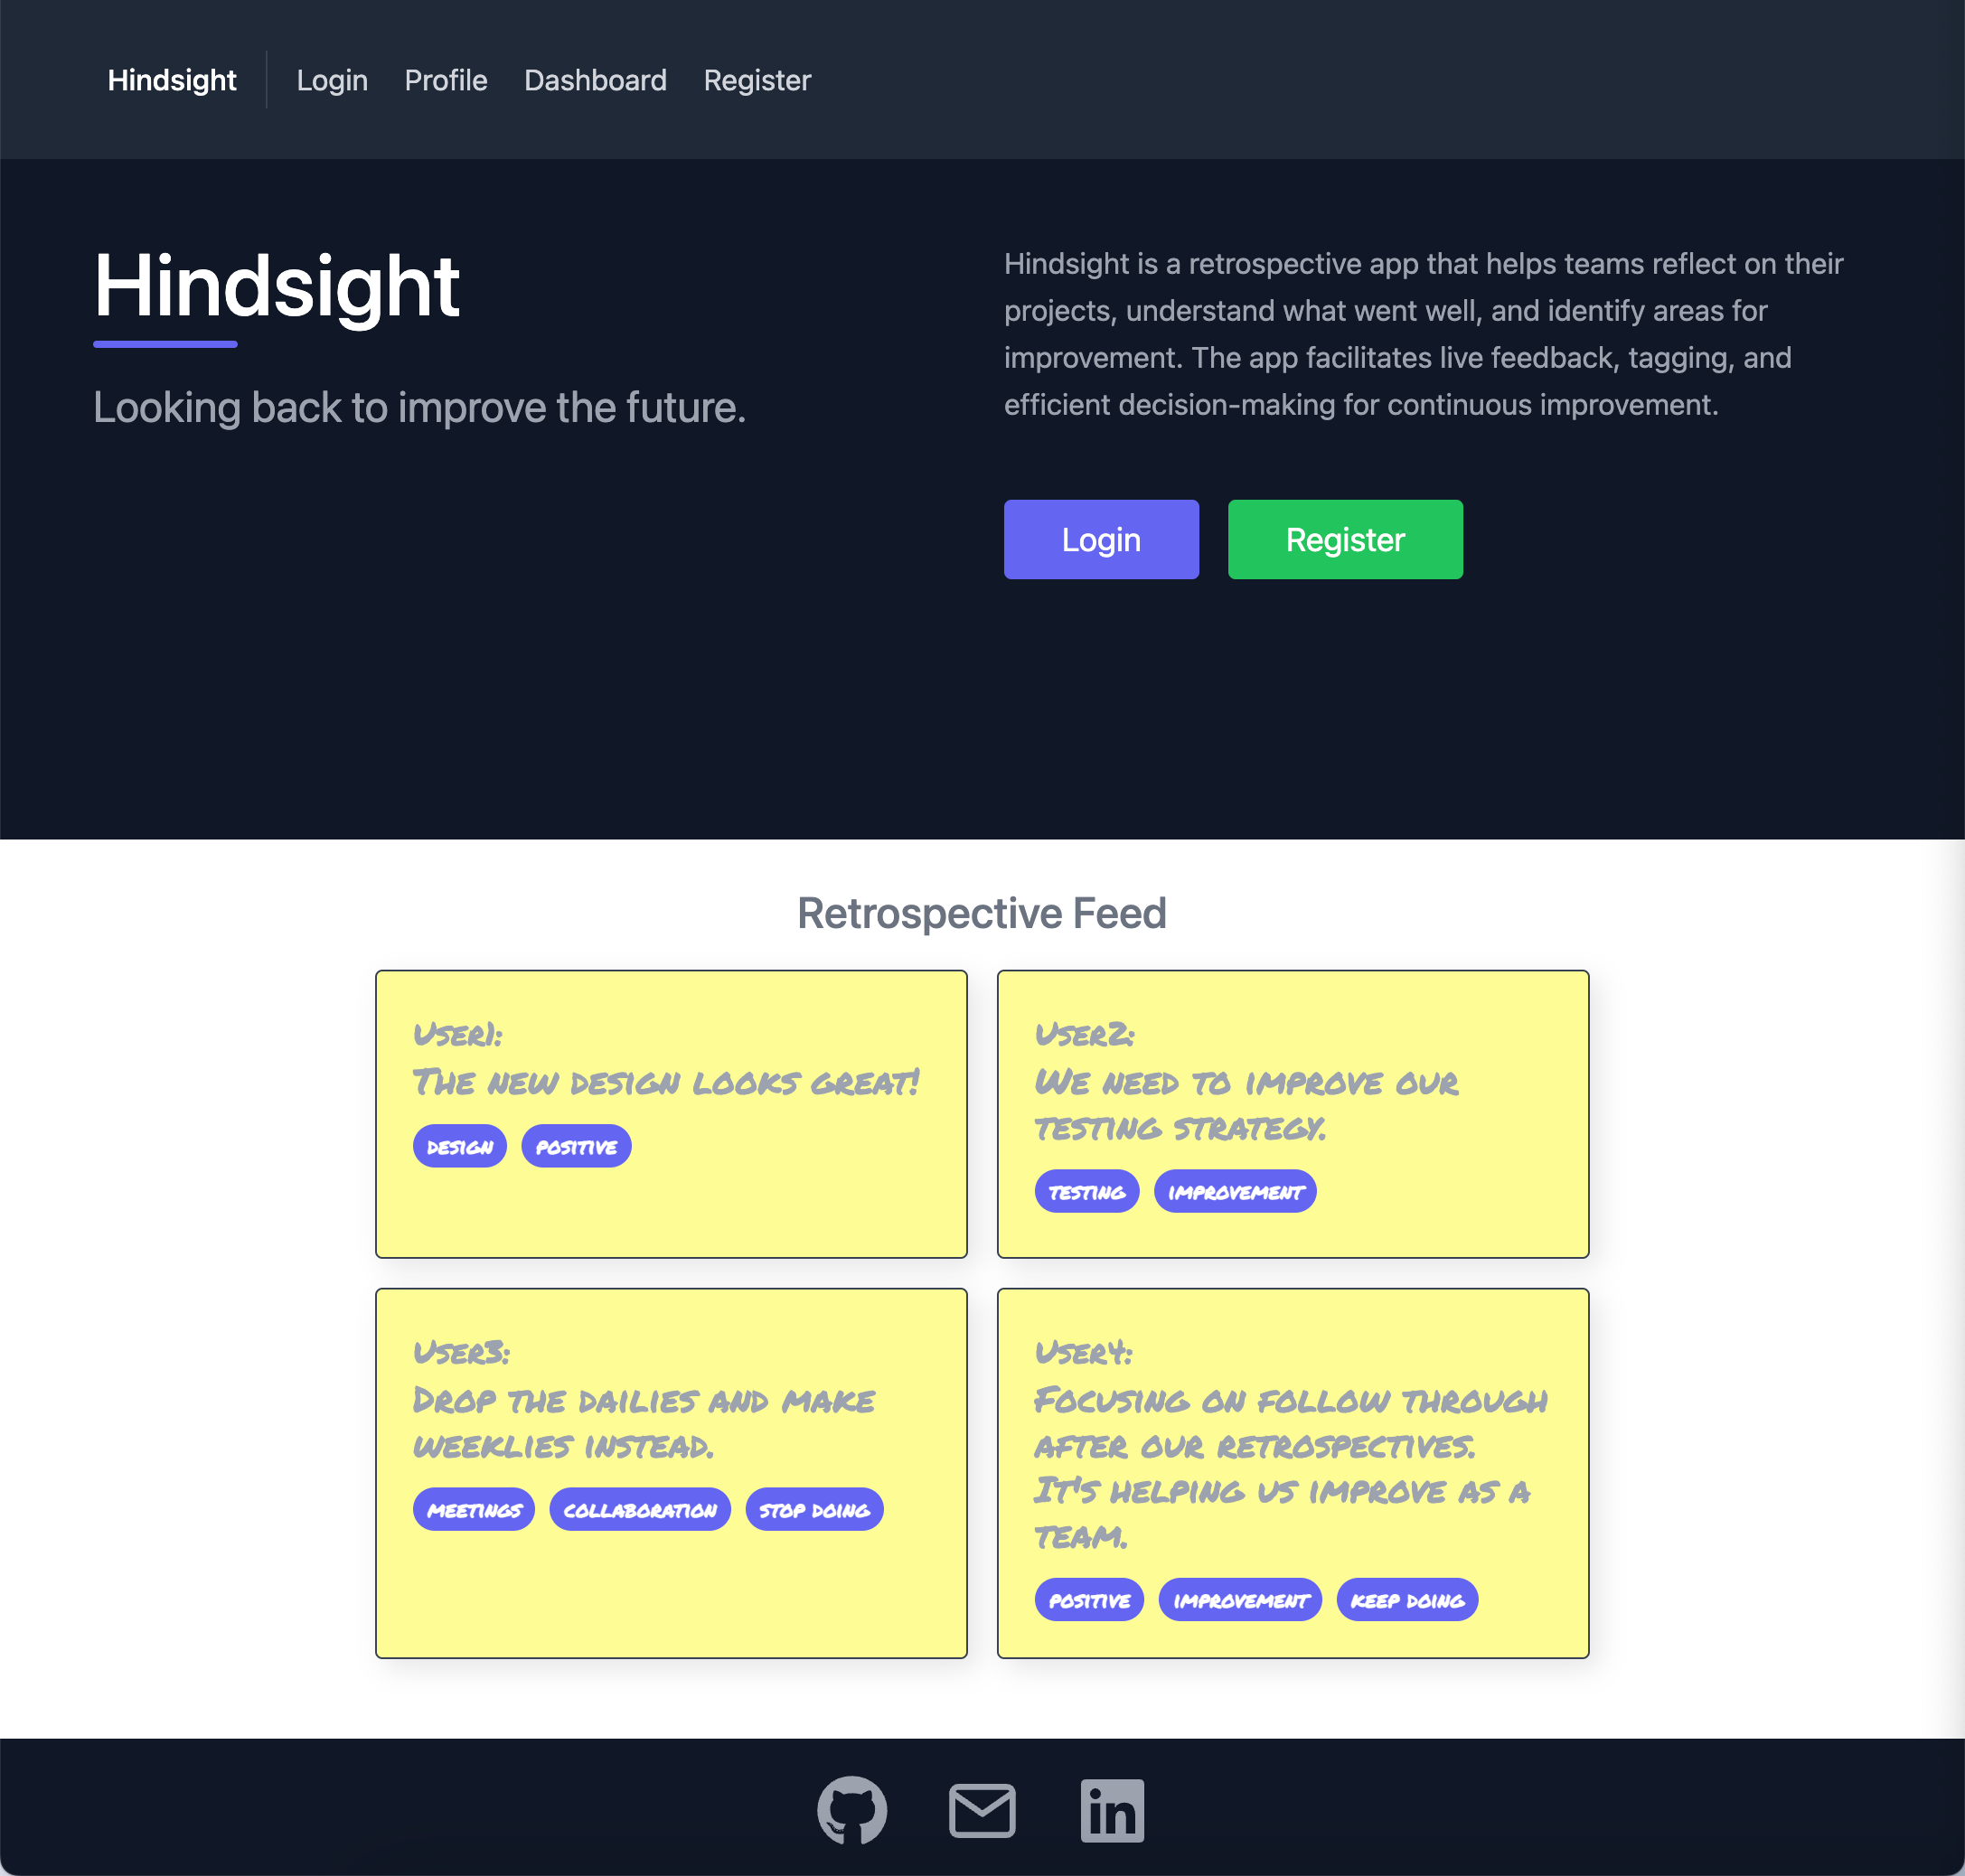 Hindsight Login Profile Dashboard Register
Hindsight
Looking back to improve the future.
Hindsight is a retrospective app that helps teams reflect on their
projects, understand what went well, and identify areas for
improvement. The app facilitates live feedback, tagging, and
efficient decision-making for continuous improvement.
Login Register
Retrospective Feed
User1:
The new design looks great!
design positive
User2:
We need to improve our
testing strategy.
testing improvement
User3:
Drop the dailies and make
weeklies instead.
meetings collaboration stop doing
User4:
Focusing on follow through
after our retrospectives.
It's helping us improve as a
team.
positive improvement keep doing
in